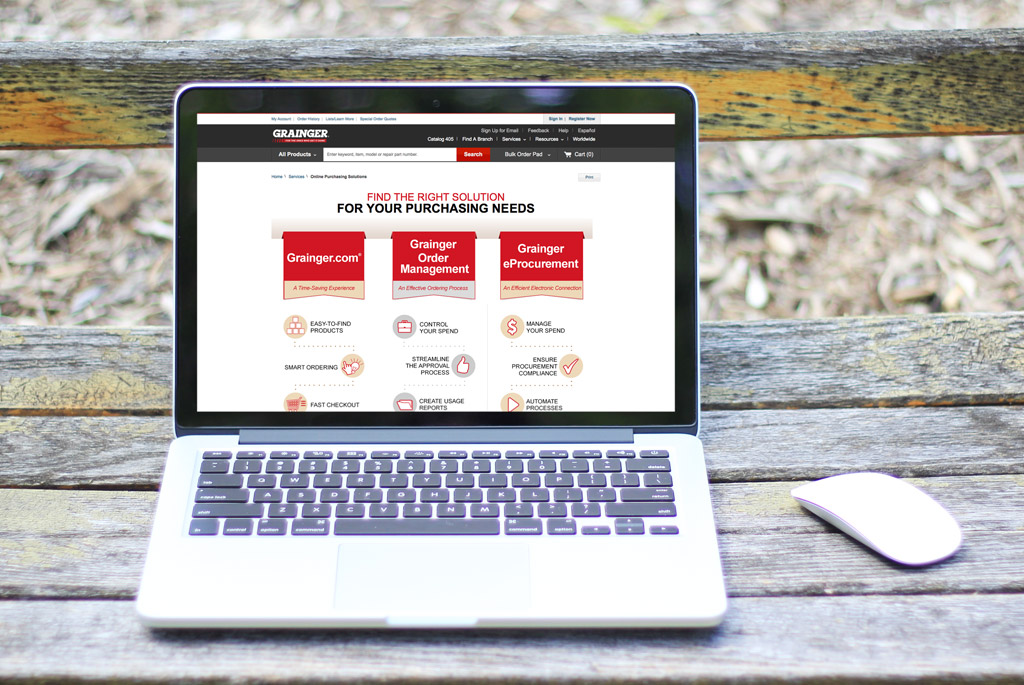 My Account | Order History | Lists/Learn More | Special Order Quotes
Sign In | Register Now
GRAINGER
Sign Up for Email | Feedback | Help | Español
Catalog 405 | Find A Branch | Services | Resources | Worldwide
All Products
Enter keyword, item, model or repair part number.
Search
Bulk Order Pad
Cart (0)
Home › Services › Online Purchasing Solutions
Print
FIND THE RIGHT SOLUTION
FOR YOUR PURCHASING NEEDS
Grainger.com®
A Time-Saving Experience
EASY-TO-FIND
PRODUCTS
SMART ORDERING
FAST CHECKOUT
Grainger
Order
Management
An Effective Ordering Process
CONTROL
YOUR SPEND
STREAMLINE
THE APPROVAL
PROCESS
CREATE USAGE
REPORTS
Grainger
eProcurement
An Efficient Electronic Connection
$
MANAGE
YOUR SPEND
ENSURE
PROCUREMENT
COMPLIANCE
AUTOMATE
PROCESSES
delete
tab Q W E R T Y U I O P
caps lock A S D F G H J K L
shift Z X C V B N M shift
fn control option command command option